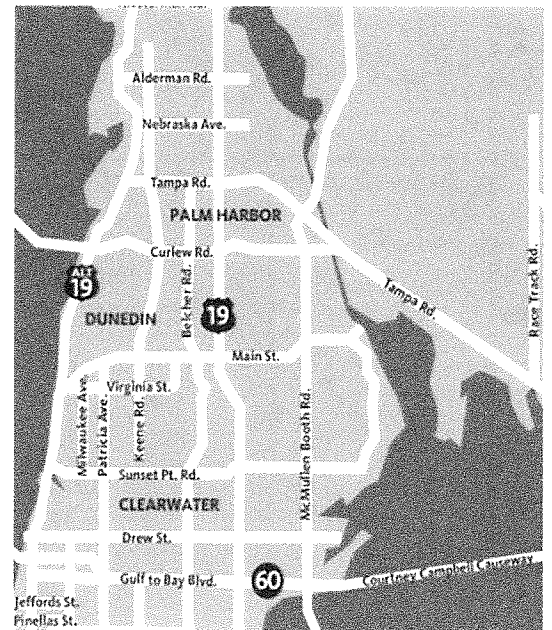 Alderman Rd.
Nebraska Ave.
Tampa Rd.
PALM HARBOR
Curlew Rd.
ALT
19
Belcher Rd.
19
DUNEDIN
Tampa Rd.
Race Track Rd.
Main St.
Virginia St.
Milwaukee Ave.
Patricia Ave.
Keene Rd.
McMullen Booth Rd.
Sunset Pt. Rd.
CLEARWATER
Drew St.
Gulf to Bay Blvd.
60
Courtney Campbell Causeway
Jeffords St.
Pinellas St.